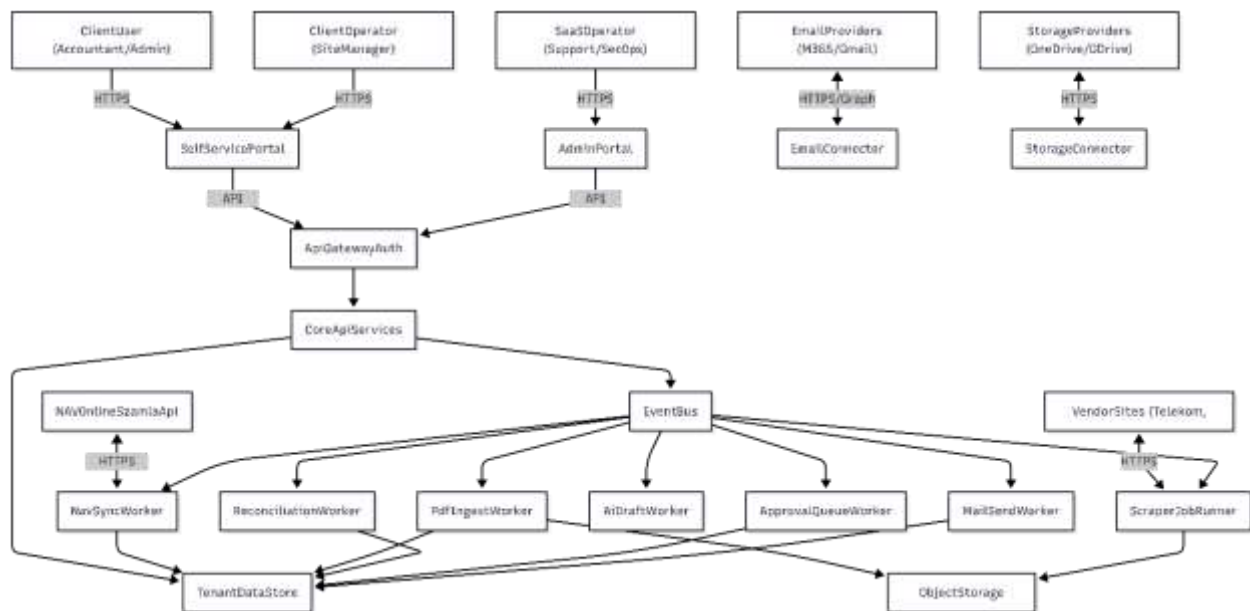 ClientUser
(Accountant/Admin)
ClientOperator
(SiteManager)
SaaSOperator
(Support/SecOps)
EmailProviders
(M365/Gmail)
StorageProviders
(OneDrive/GDrive)
HTTPS
HTTPS
HTTPS
HTTPS/Graph
HTTPS
SelfServicePortal
AdminPortal
EmailConnector
StorageConnector
API
API
ApiGatewayAuth
CoreApiServices
NAVOnlineSzamlaApi
EventBus
VendorSites (Telekom,
HTTPS
HTTPS
NavSyncWorker
ReconciliationWorker
PdfIngestWorker
AiDraftWorker
ApprovalQueueWorker
MailSendWorker
ScraperJobRunner
TenantDataStore
ObjectStorage